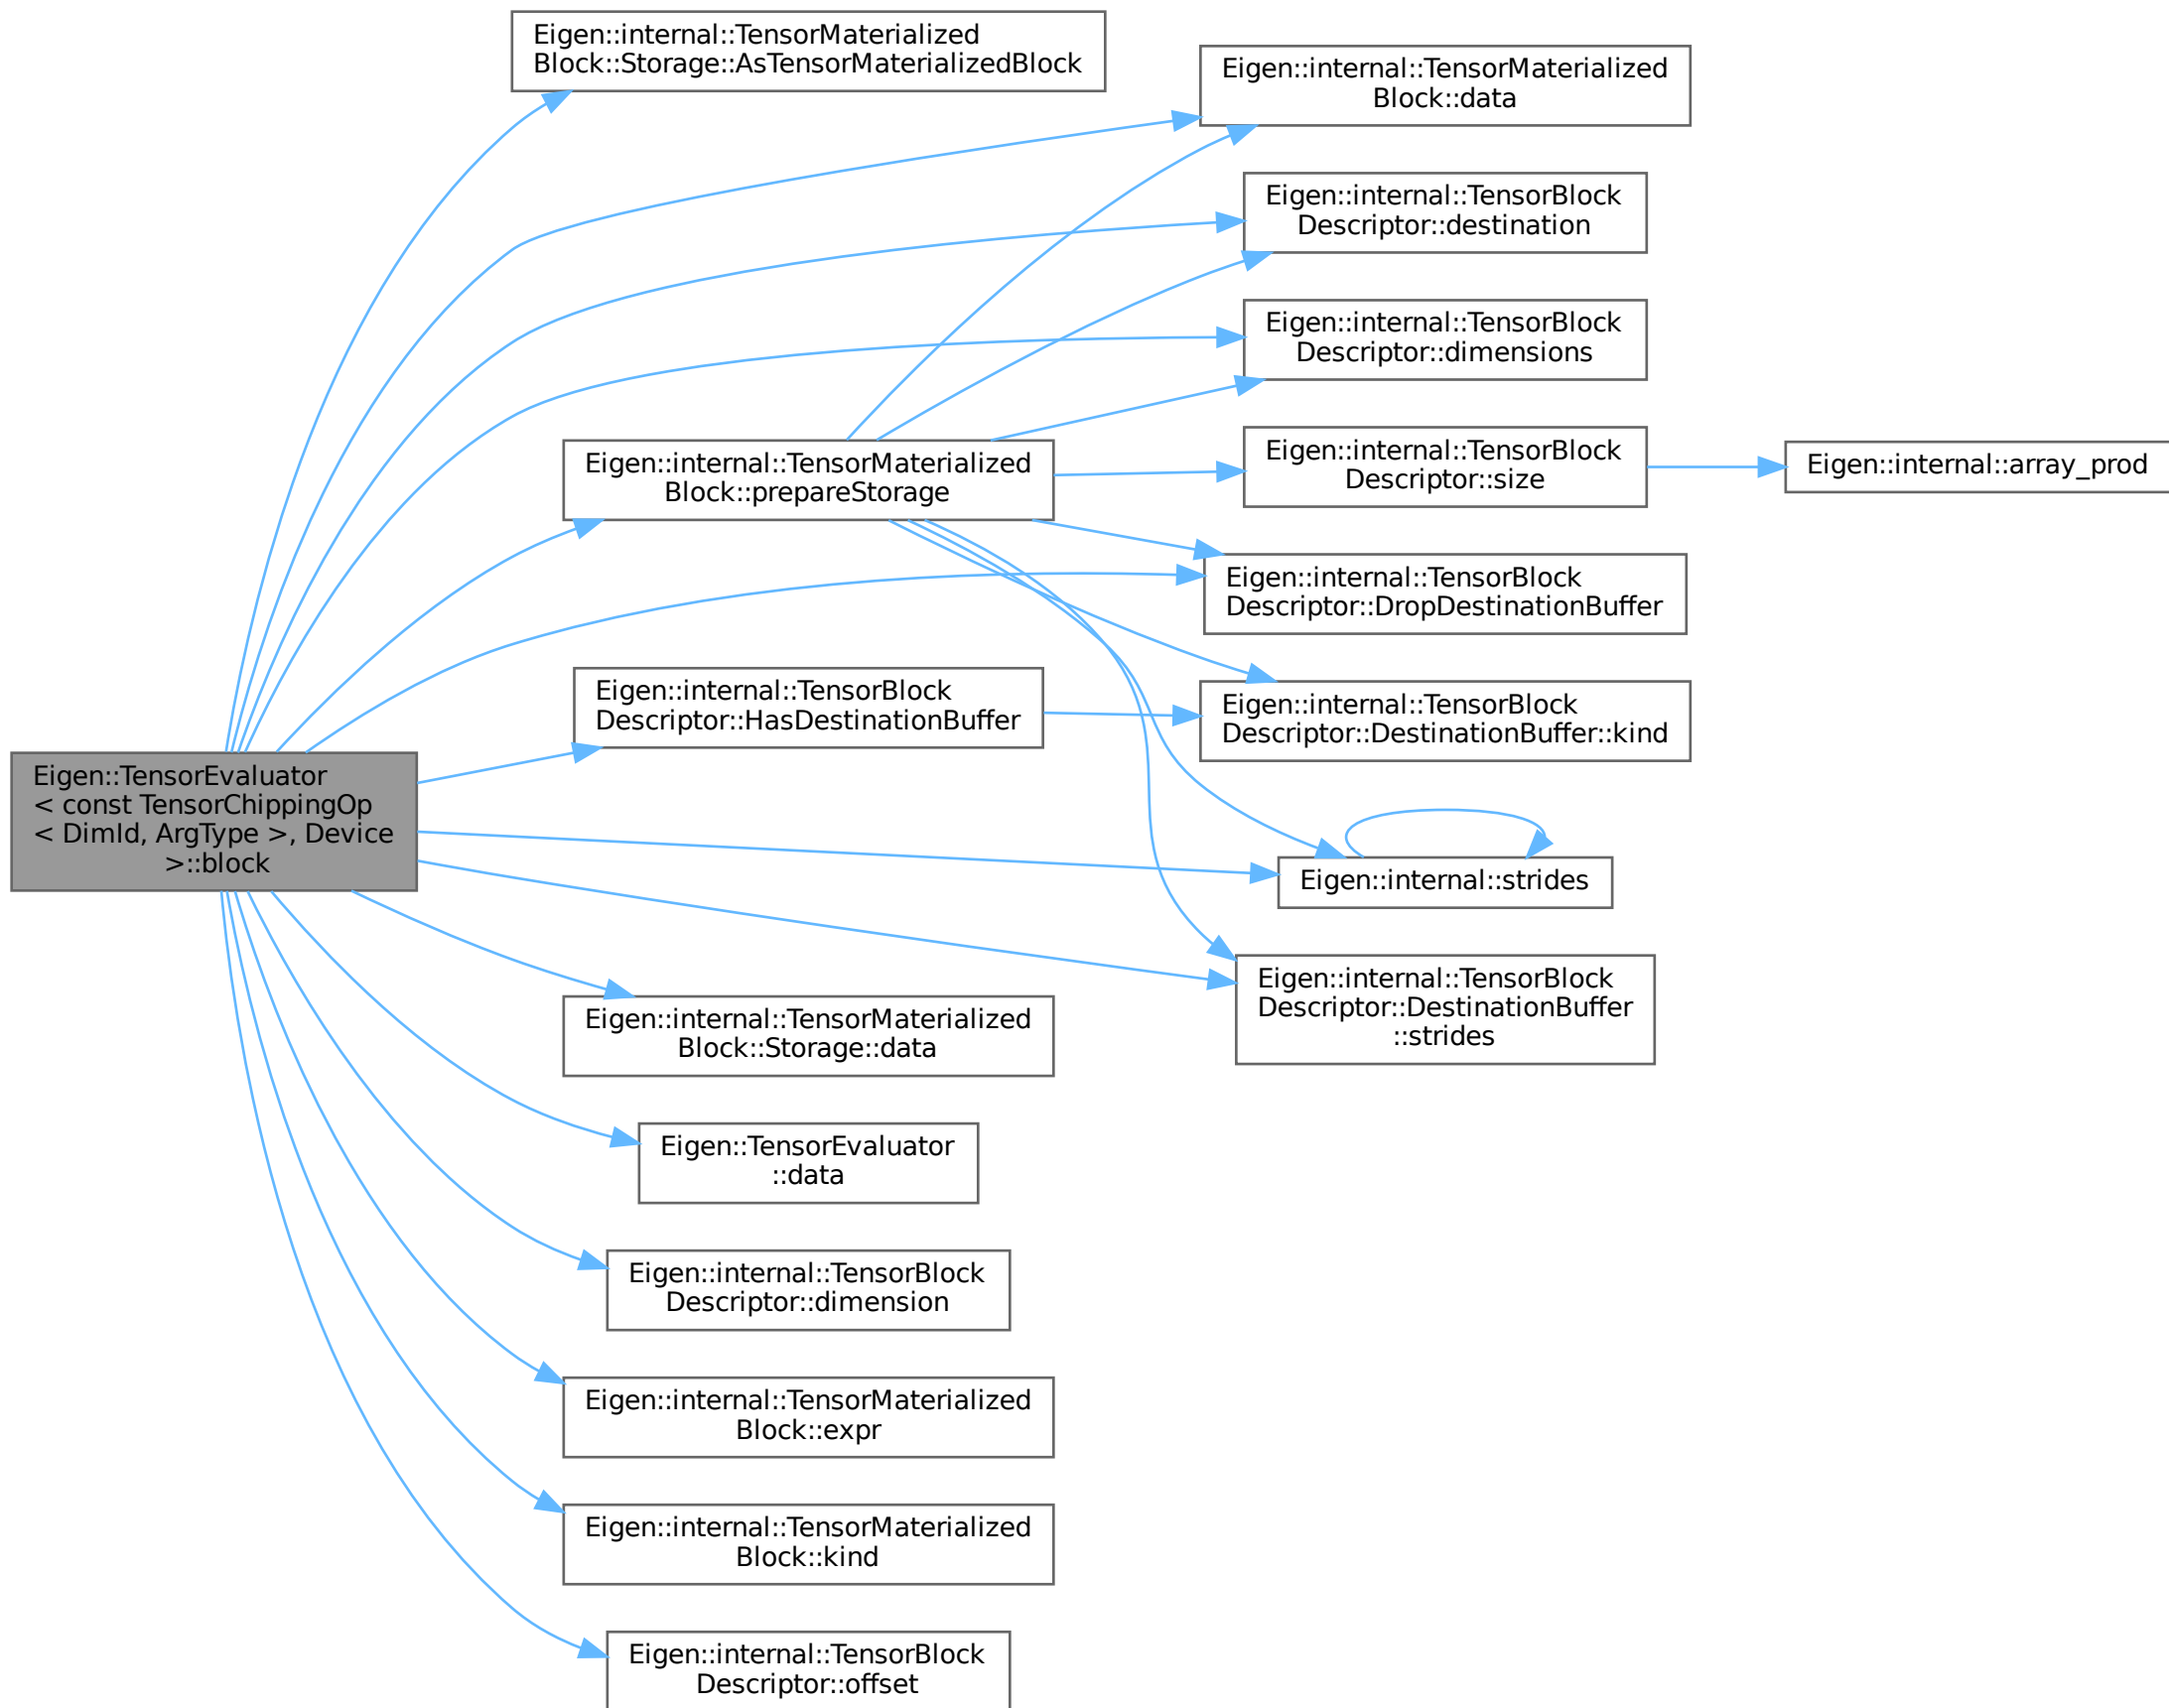 Eigen::internal::TensorMaterialized
Block::Storage::AsTensorMaterializedBlock
Eigen::internal::TensorMaterialized
Block::data
Eigen::internal::TensorBlock
Descriptor::destination
Eigen::internal::TensorBlock
Descriptor::dimensions
Eigen::internal::TensorMaterialized
Block::prepareStorage
Eigen::internal::TensorBlock
Descriptor::size
Eigen::internal::array_prod
Eigen::internal::TensorBlock
Descriptor::DropDestinationBuffer
Eigen::internal::TensorBlock
Descriptor::HasDestinationBuffer
Eigen::internal::TensorBlock
Descriptor::DestinationBuffer::kind
Eigen::TensorEvaluator
< const TensorChippingOp
< DimId, ArgType >, Device
>::block
Eigen::internal::strides
Eigen::internal::TensorBlock
Descriptor::DestinationBuffer
::strides
Eigen::internal::TensorMaterialized
Block::Storage::data
Eigen::TensorEvaluator
::data
Eigen::internal::TensorBlock
Descriptor::dimension
Eigen::internal::TensorMaterialized
Block::expr
Eigen::internal::TensorMaterialized
Block::kind
Eigen::internal::TensorBlock
Descriptor::offset